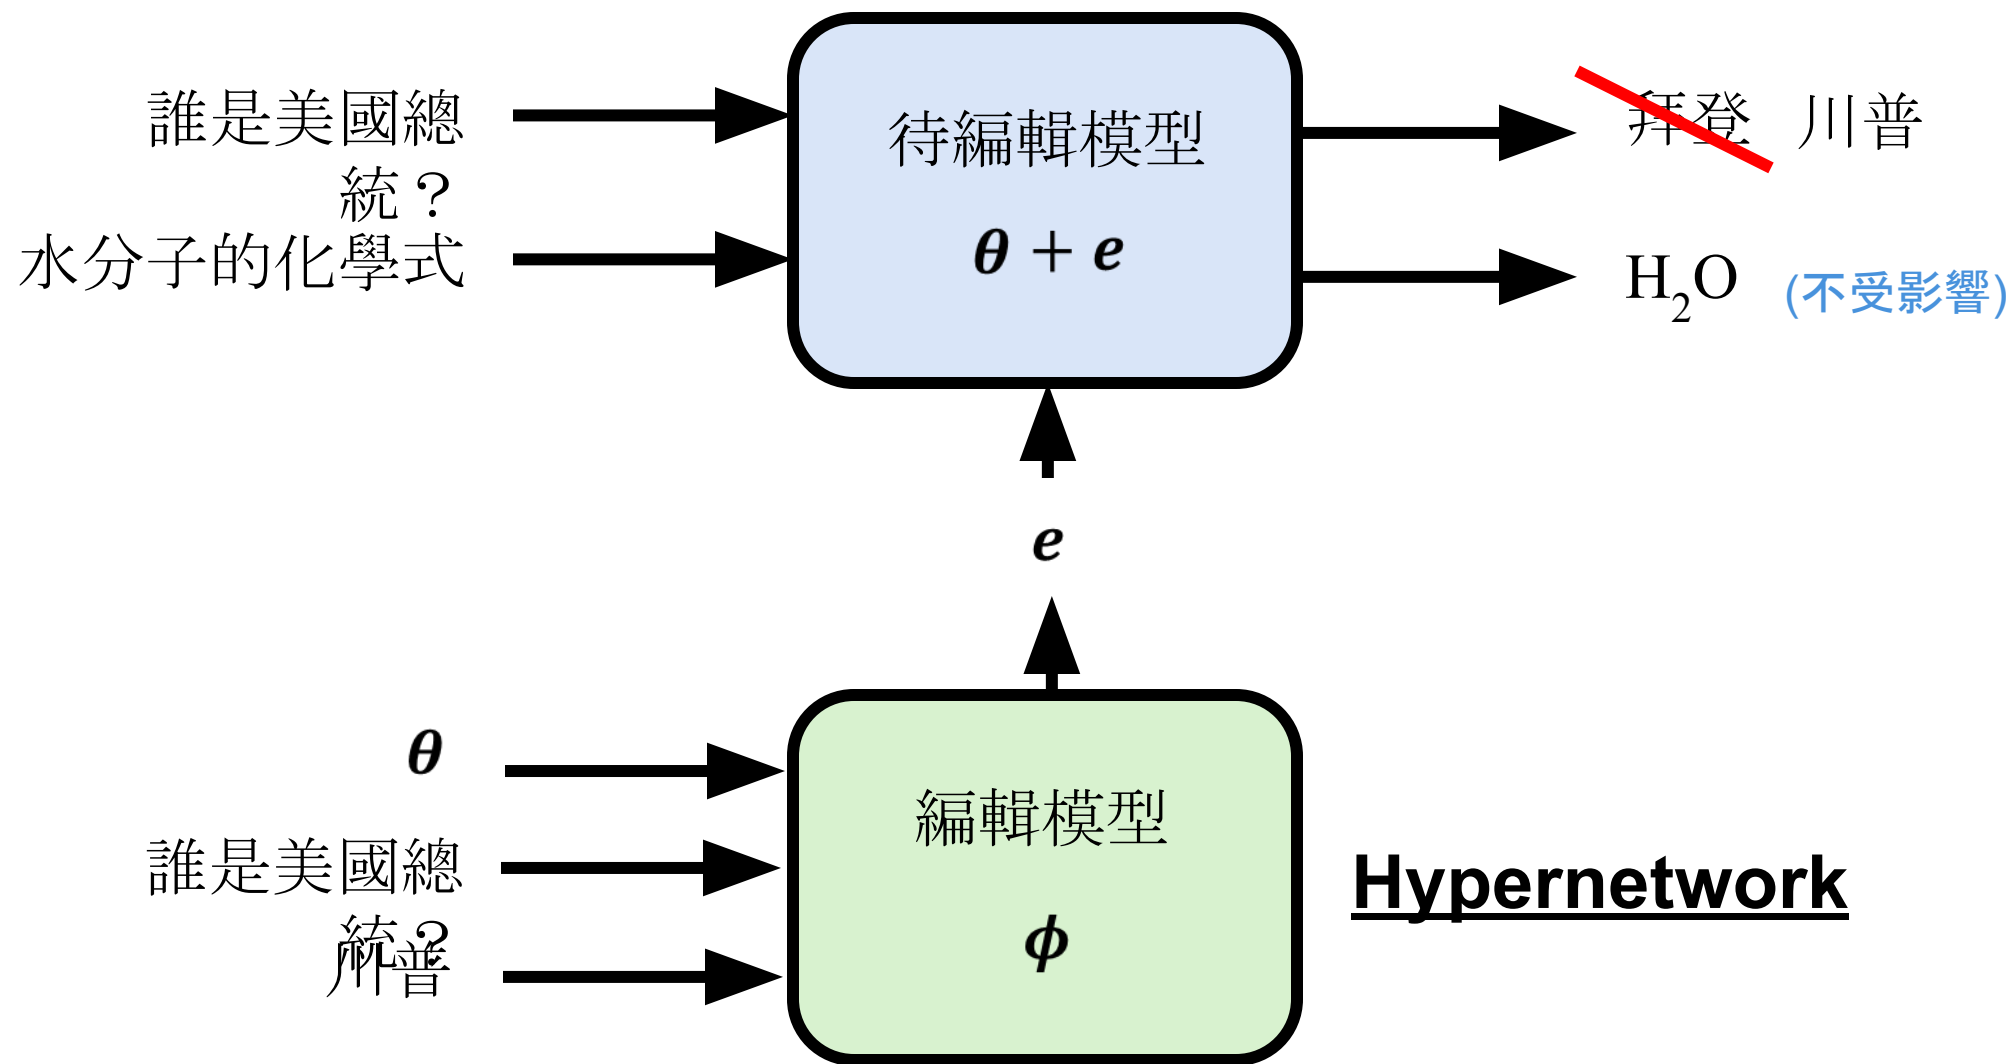 誰是美國總
統？
水分子的化學式
待編輯模型
θ + e
拜登 川普
H₂O (不受影響)
e
θ
誰是美國總
統？
川普
編輯模型
ϕ
Hypernetwork